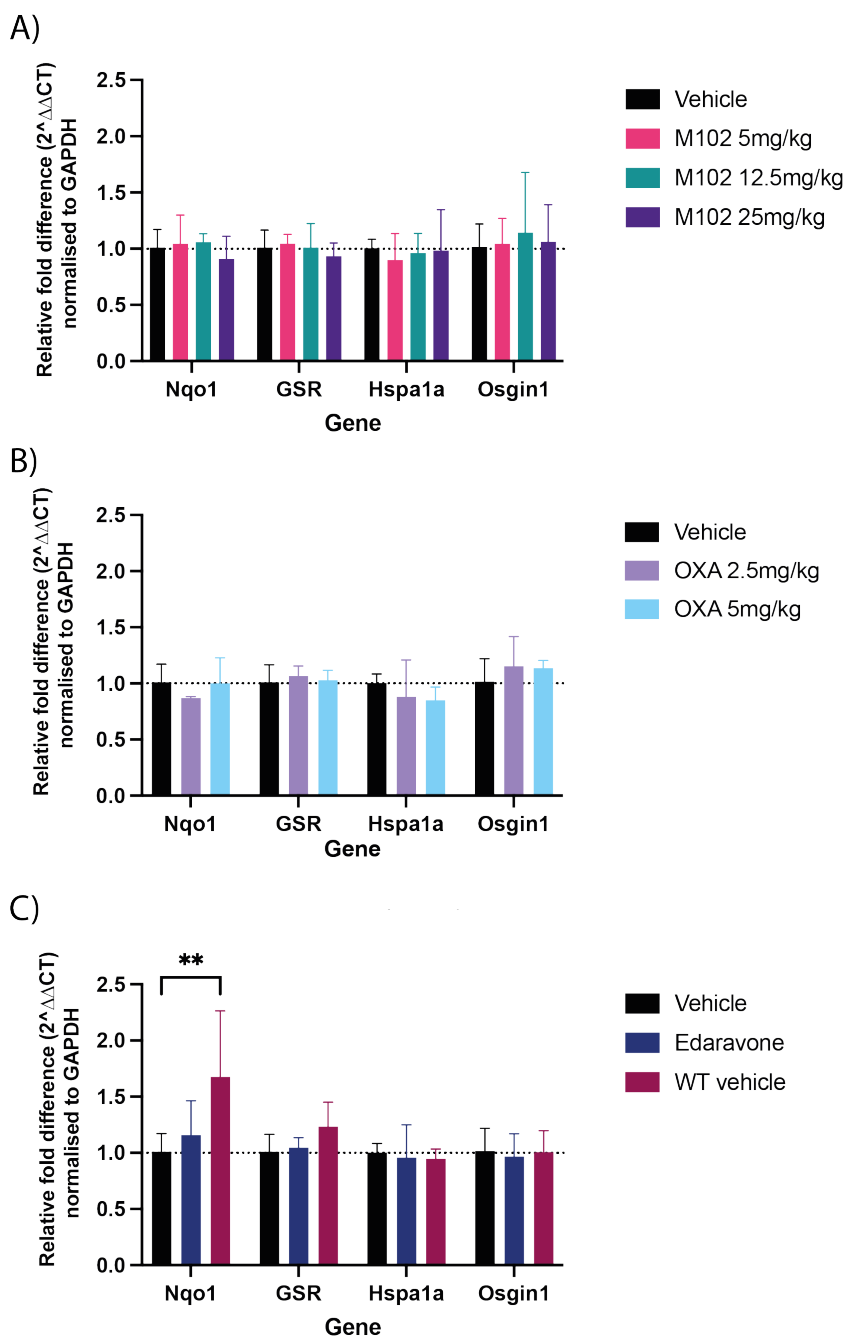 A)
Relative fold difference (2^ΔΔCT)
normalised to GAPDH
2.5
2.0
1.5
1.0
0.5
0.0
Nqo1 GSR Hspa1a Osgin1
Gene
Vehicle
M102 5mg/kg
M102 12.5mg/kg
M102 25mg/kg
B)
Relative fold difference (2^ΔΔCT)
normalised to GAPDH
2.5
2.0
1.5
1.0
0.5
0.0
Nqo1 GSR Hspa1a Osgin1
Gene
Vehicle
OXA 2.5mg/kg
OXA 5mg/kg
C)
Relative fold difference (2^ΔΔCT)
normalised to GAPDH
2.5
2.0
1.5
1.0
0.5
0.0
**
Nqo1 GSR Hspa1a Osgin1
Gene
Vehicle
Edaravone
WT vehicle